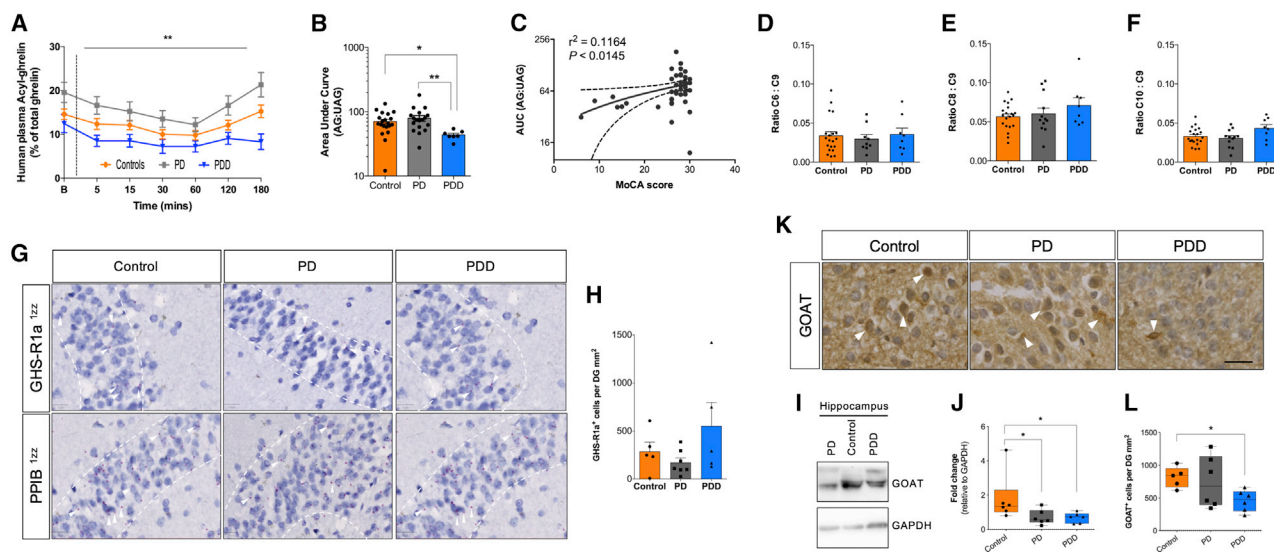 A
Human plasma Acyl-ghrelin
(% of total ghrelin)
**
30
20
10
0
Controls
PD
PDD
B
5
15
30
60
120
180
Time (mins)
B
Area Under Curve
(AG:UAG)
1000
100
10
*
**
Control
PD
PDD
C
AUC (AG:UAG)
256
64
16
r² = 0.1164
P < 0.0145
0
10
20
30
40
MoCA score
D
Ratio C6 : C9
0.15
0.10
0.05
0.00
Control
PD
PDD
E
Ratio C8 : C9
0.15
0.10
0.05
0.00
Control
PD
PDD
F
Ratio C10 : C9
0.15
0.10
0.05
0.00
Control
PD
PDD
G
Control
PD
PDD
GHS-R1a 1zz
PPIB 1zz
H
GHS-R1a⁺ cells per DG mm²
1500
1000
500
0
Control
PD
PDD
K
Control
PD
PDD
GOAT
I
Hippocampus
PD
Control
PDD
GOAT
GAPDH
J
Fold change
(relative to GAPDH)
6
4
2
0
*
*
Control
PD
PDD
L
GOAT⁺ cells per DG mm²
1500
1000
500
0
*
Control
PD
PDD